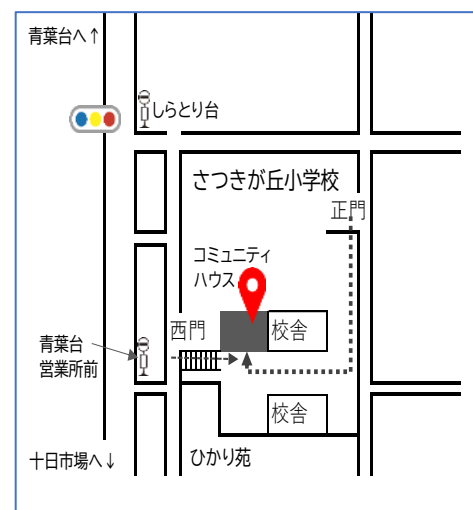 青葉台へ↑
しらとり台
さつきが丘小学校
正門
コミュニティ
ハウス
西門
校舎
青葉台
営業所前
校舎
十日市場へ↓
ひかり苑